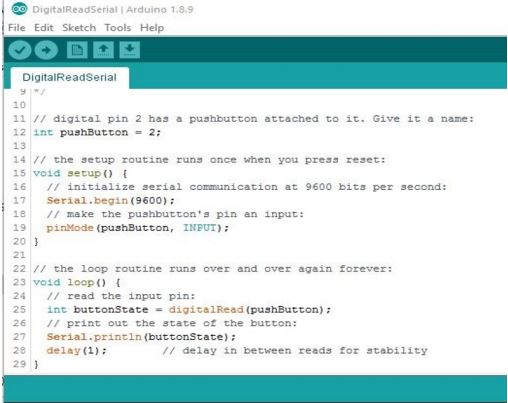 DigitalReadSerial | Arduino 1.8.9
File Edit Sketch Tools Help
DigitalReadSerial
9 */
10
11 // digital pin 2 has a pushbutton attached to it. Give it a name:
12 int pushButton = 2;
13
14 // the setup routine runs once when you press reset:
15 void setup() {
16   // initialize serial communication at 9600 bits per second:
17   Serial.begin(9600);
18   // make the pushbutton's pin an input:
19   pinMode(pushButton, INPUT);
20 }
21
22 // the loop routine runs over and over again forever:
23 void loop() {
24   // read the input pin:
25   int buttonState = digitalRead(pushButton);
26   // print out the state of the button:
27   Serial.println(buttonState);
28   delay(1);        // delay in between reads for stability
29 }